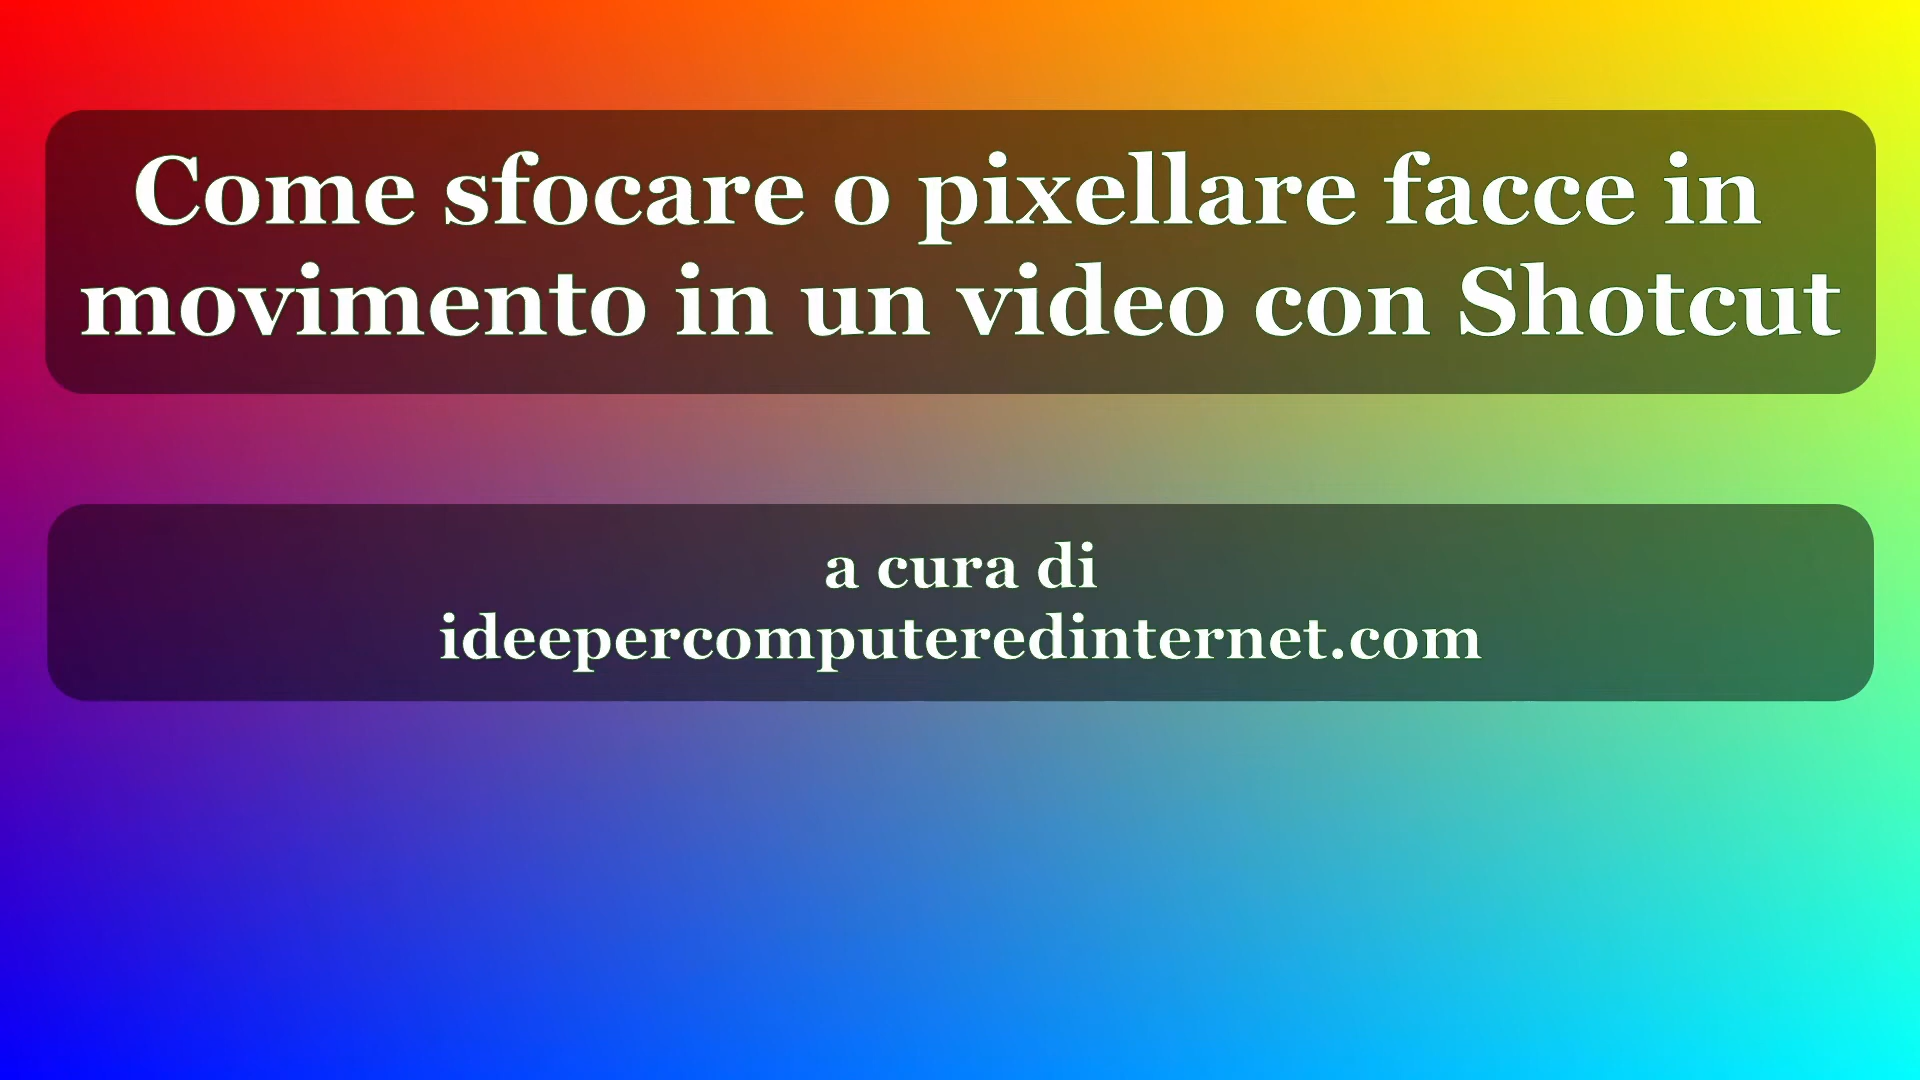 Come sfocare o pixellare facce in
movimento in un video con Shotcut
a cura di
ideepercomputeredinternet.com